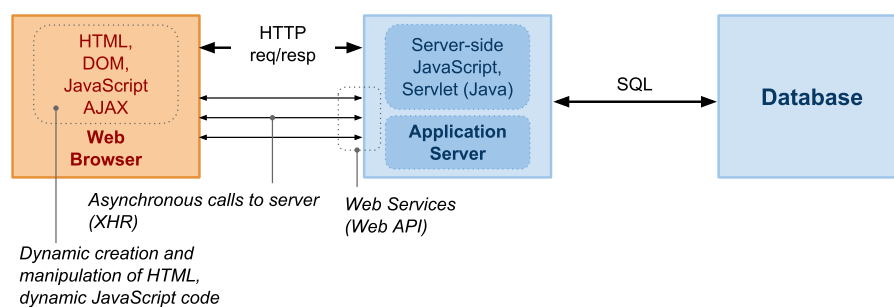 HTML,
DOM,
JavaScript
AJAX
Web
Browser
HTTP
req/resp
Server-side
JavaScript,
Servlet (Java)
Application
Server
SQL
Database
Asynchronous calls to server
(XHR)
Web Services
(Web API)
Dynamic creation and
manipulation of HTML,
dynamic JavaScript code